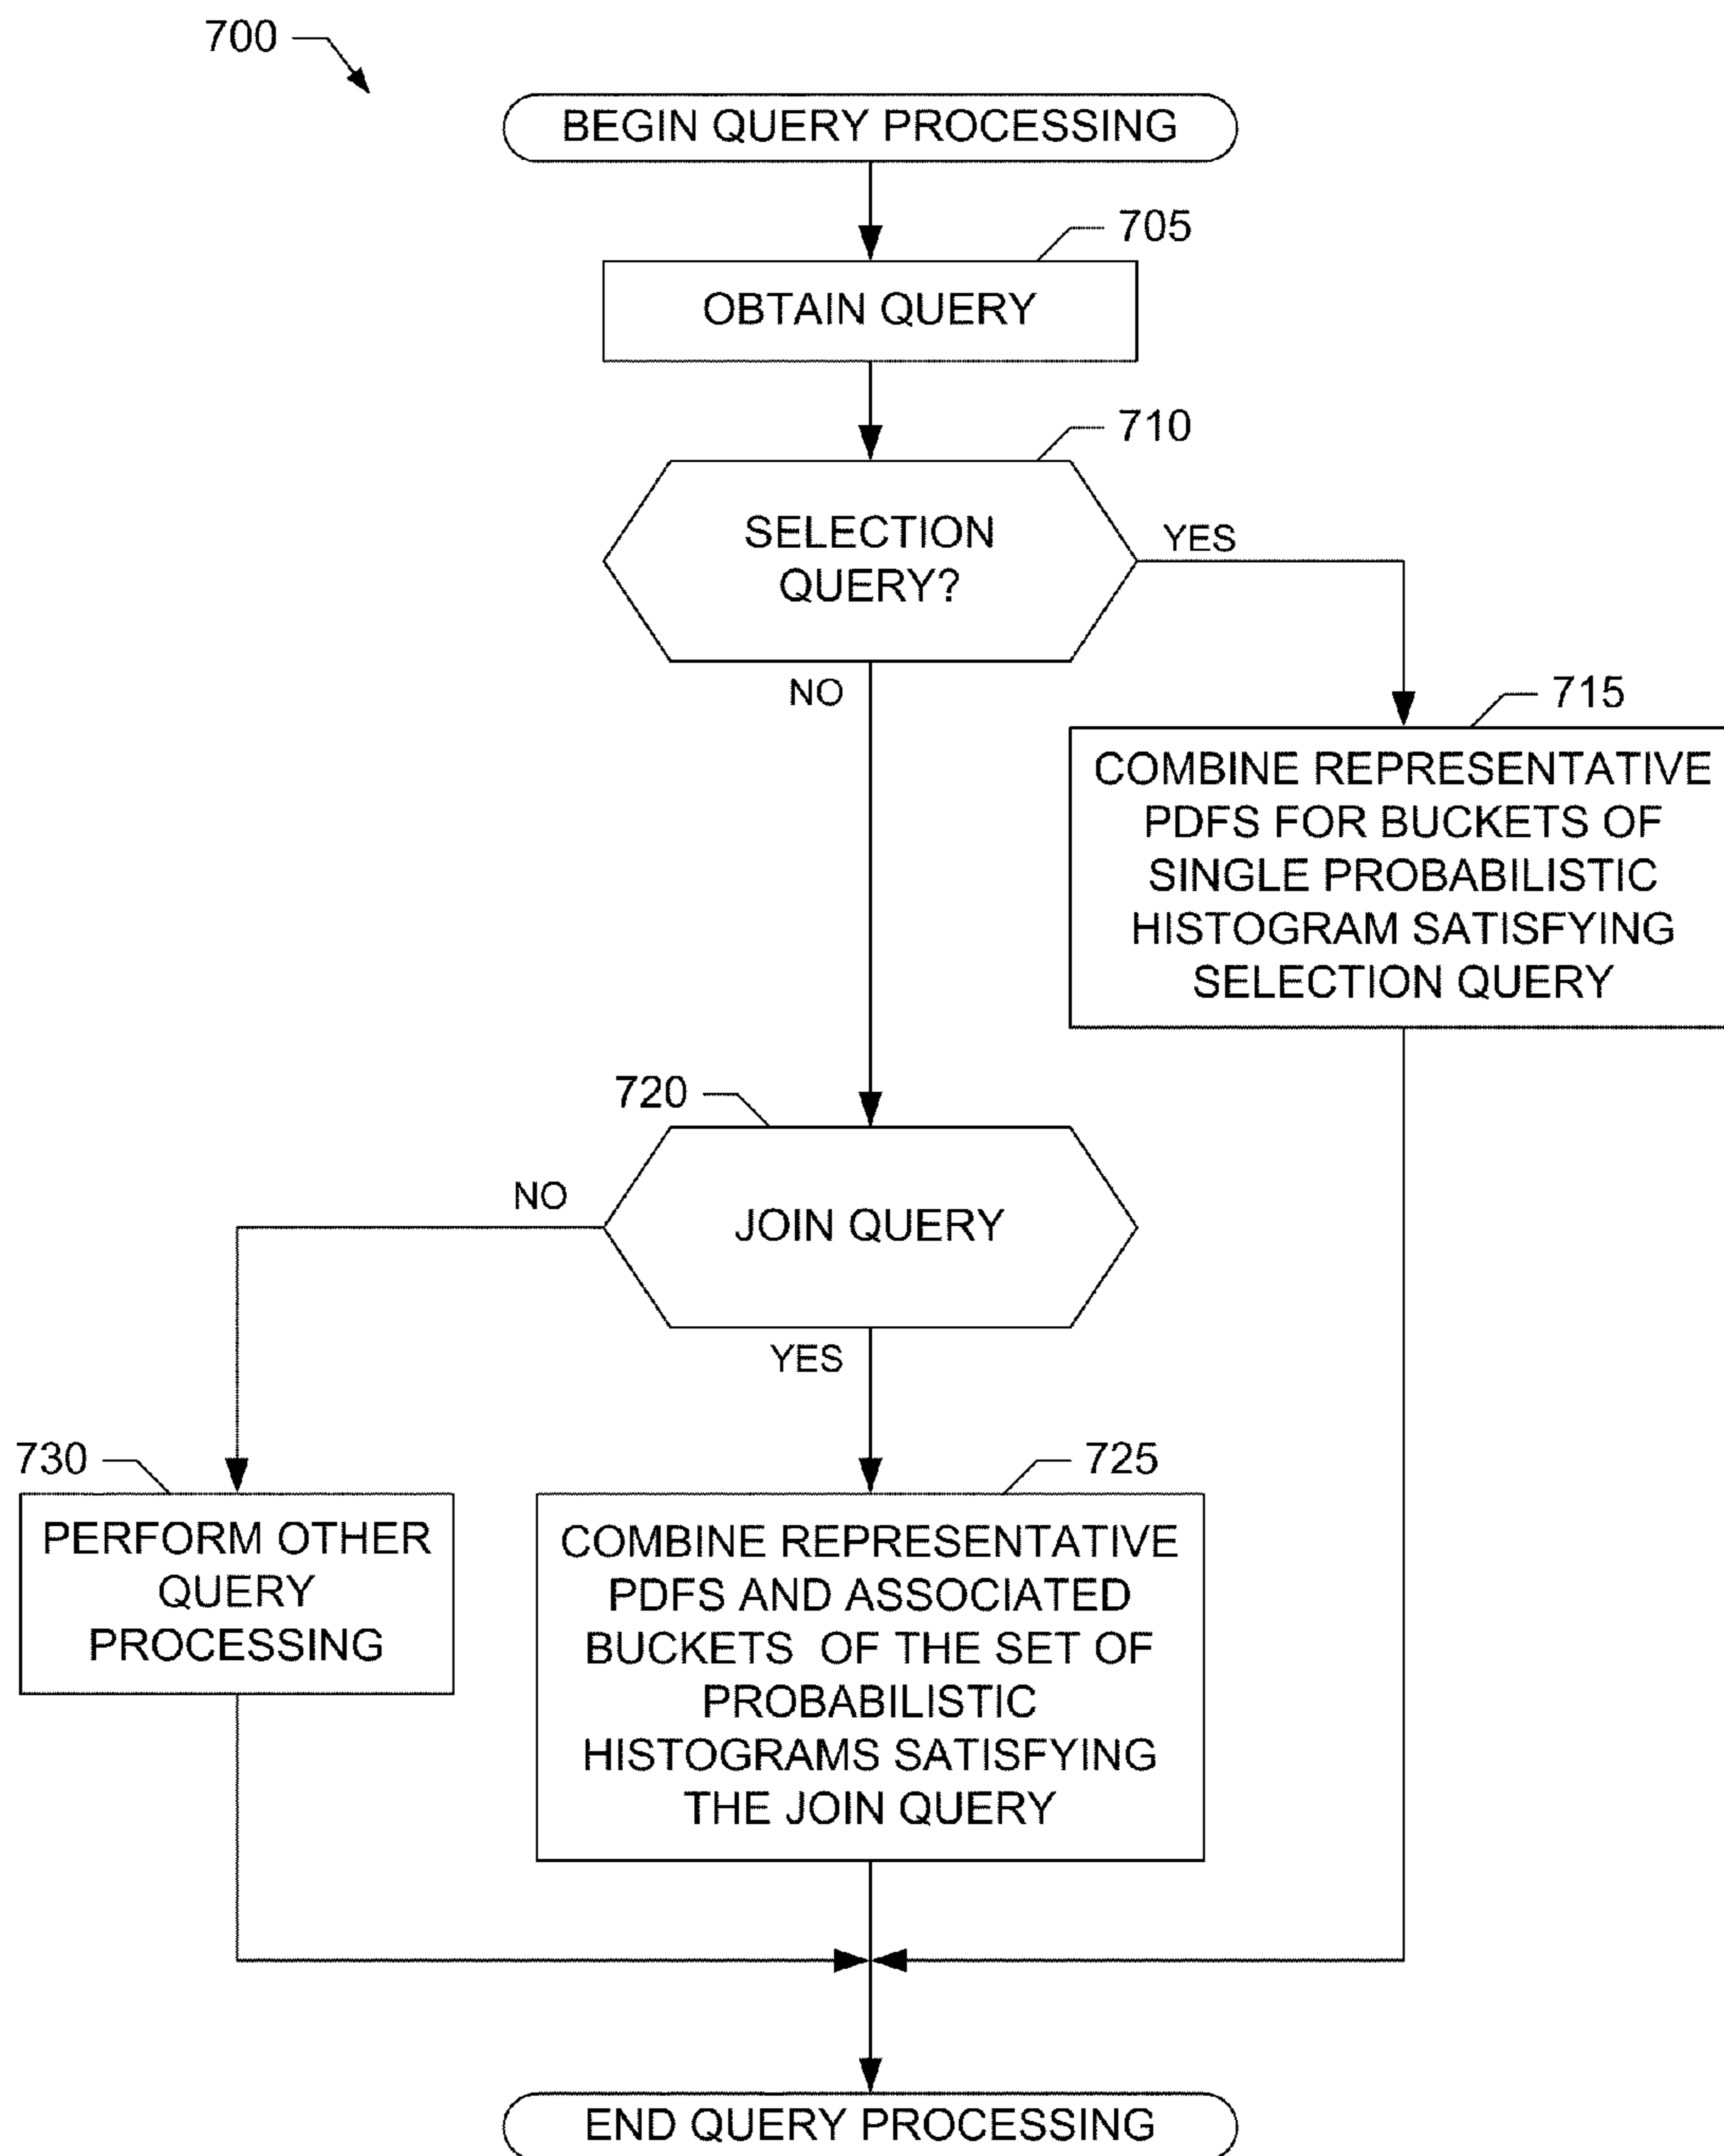 700
BEGIN QUERY PROCESSING
705
OBTAIN QUERY
710
SELECTION
QUERY?
YES
NO
715
COMBINE REPRESENTATIVE
PDFS FOR BUCKETS OF
SINGLE PROBABILISTIC
HISTOGRAM SATISFYING
SELECTION QUERY
720
JOIN QUERY
NO
YES
730
PERFORM OTHER
QUERY
PROCESSING
725
COMBINE REPRESENTATIVE
PDFS AND ASSOCIATED
BUCKETS OF THE SET OF
PROBABILISTIC
HISTOGRAMS SATISFYING
THE JOIN QUERY
END QUERY PROCESSING